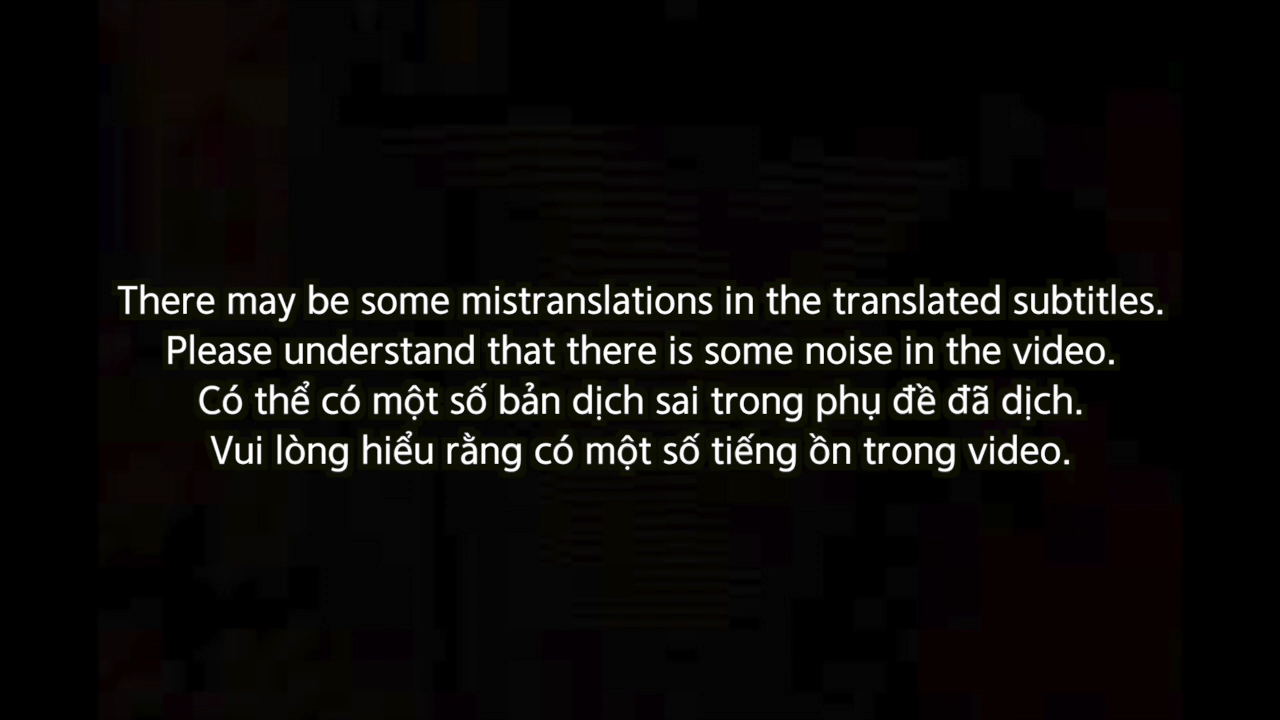 There may be some mistranslations in the translated subtitles.
Please understand that there is some noise in the video.
Có thể có một số bản dịch sai trong phụ đề đã dịch.
Vui lòng hiểu rằng có một số tiếng ồn trong video.